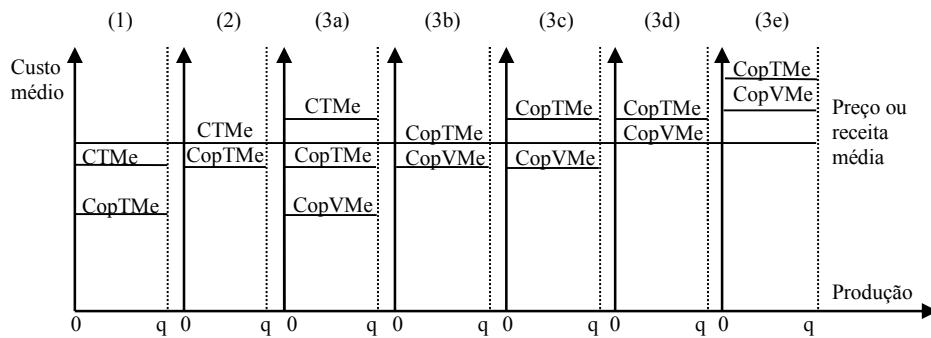 (1) (2) (3a) (3b) (3c) (3d) (3e)
Custo
médio
CTMe
CopTMe
CTMe
CopTMe
CTMe
CopTMe
CopVMe
CopTMe
CopVMe
CopTMe
CopVMe
CopTMe
CopVMe
CopTMe
CopVMe
Preço ou
receita
média
Produção
0 q 0 q 0 q 0 q 0 q 0 q 0 q